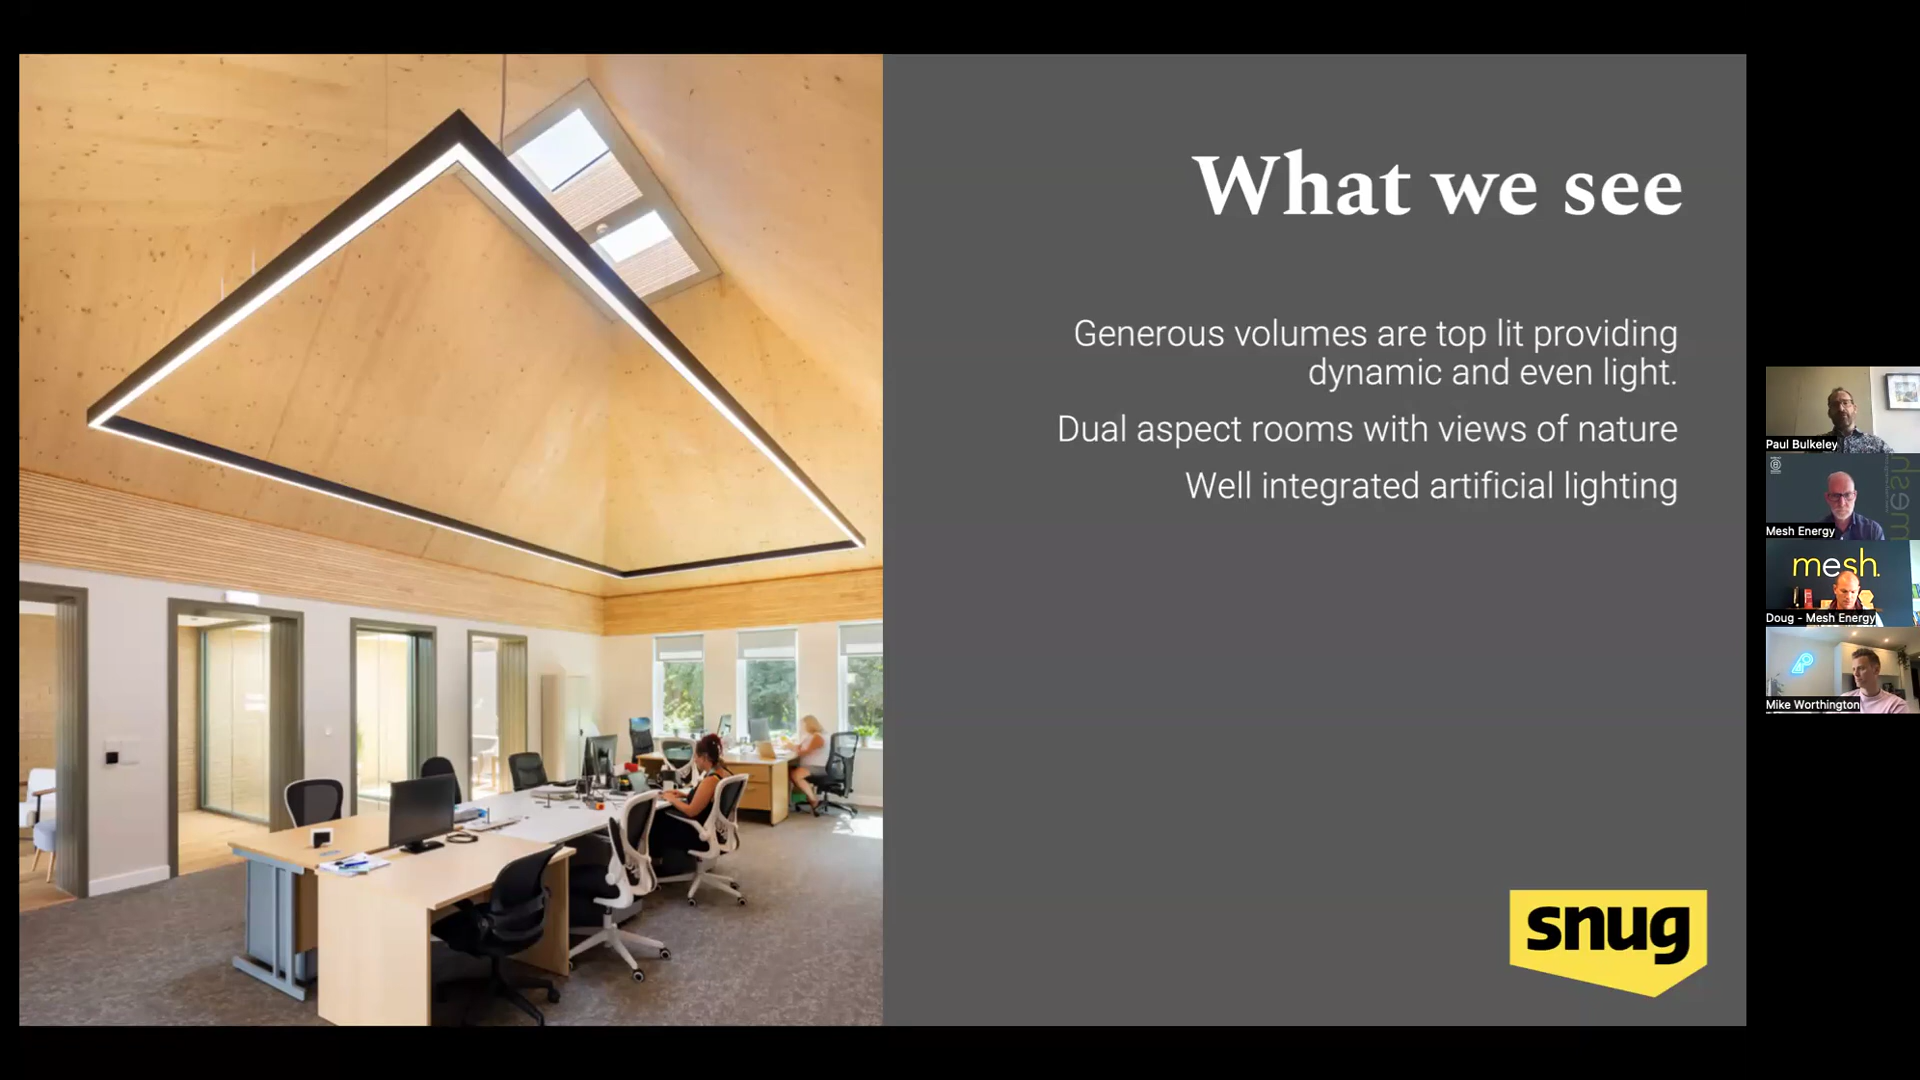 What we see
Generous volumes are top lit providing
dynamic and even light.
Dual aspect rooms with views of nature
Well integrated artificial lighting
snug
Paul Bulkeley
mesh
Mesh Energy
mesh.
Doug - Mesh Energy
Mike Worthington